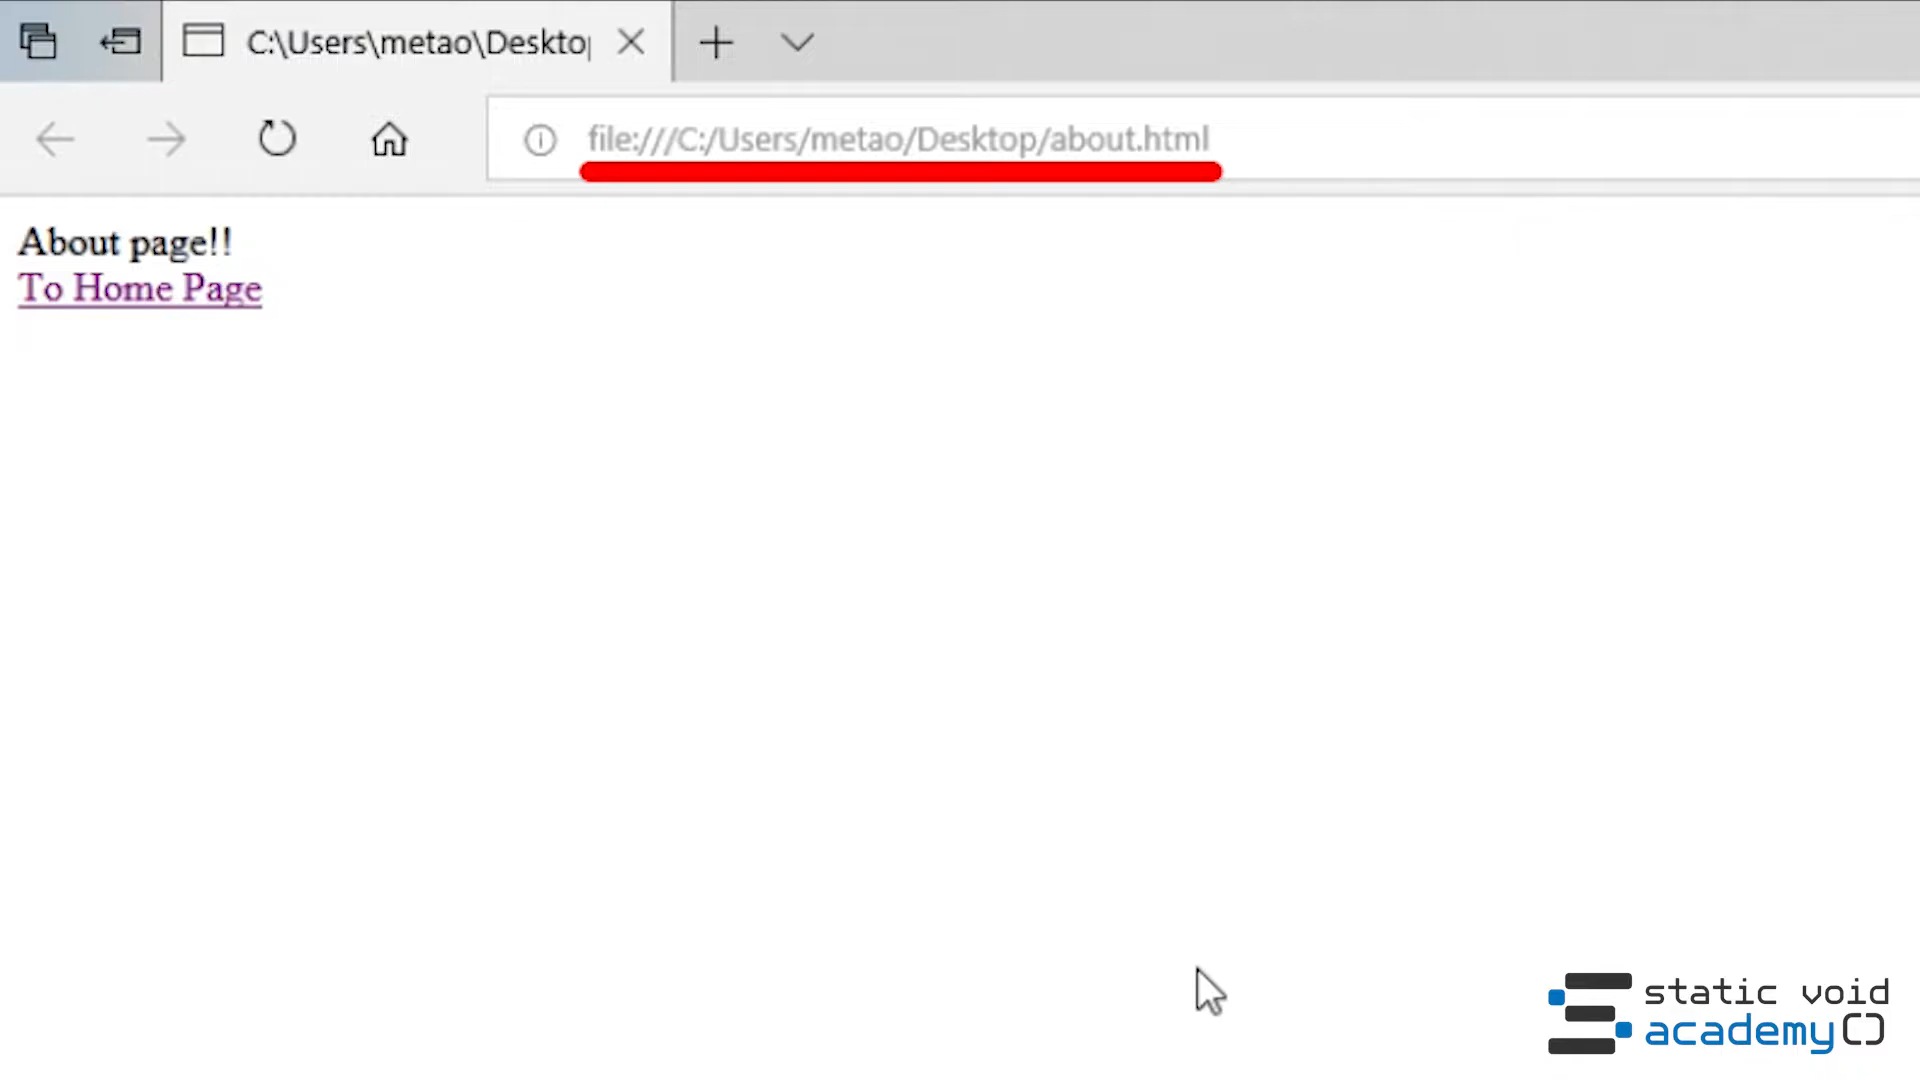 C:\Users\metao\Deskto
file:///C:/Users/metao/Desktop/about.html
About page!!
To Home Page
static void
academy()